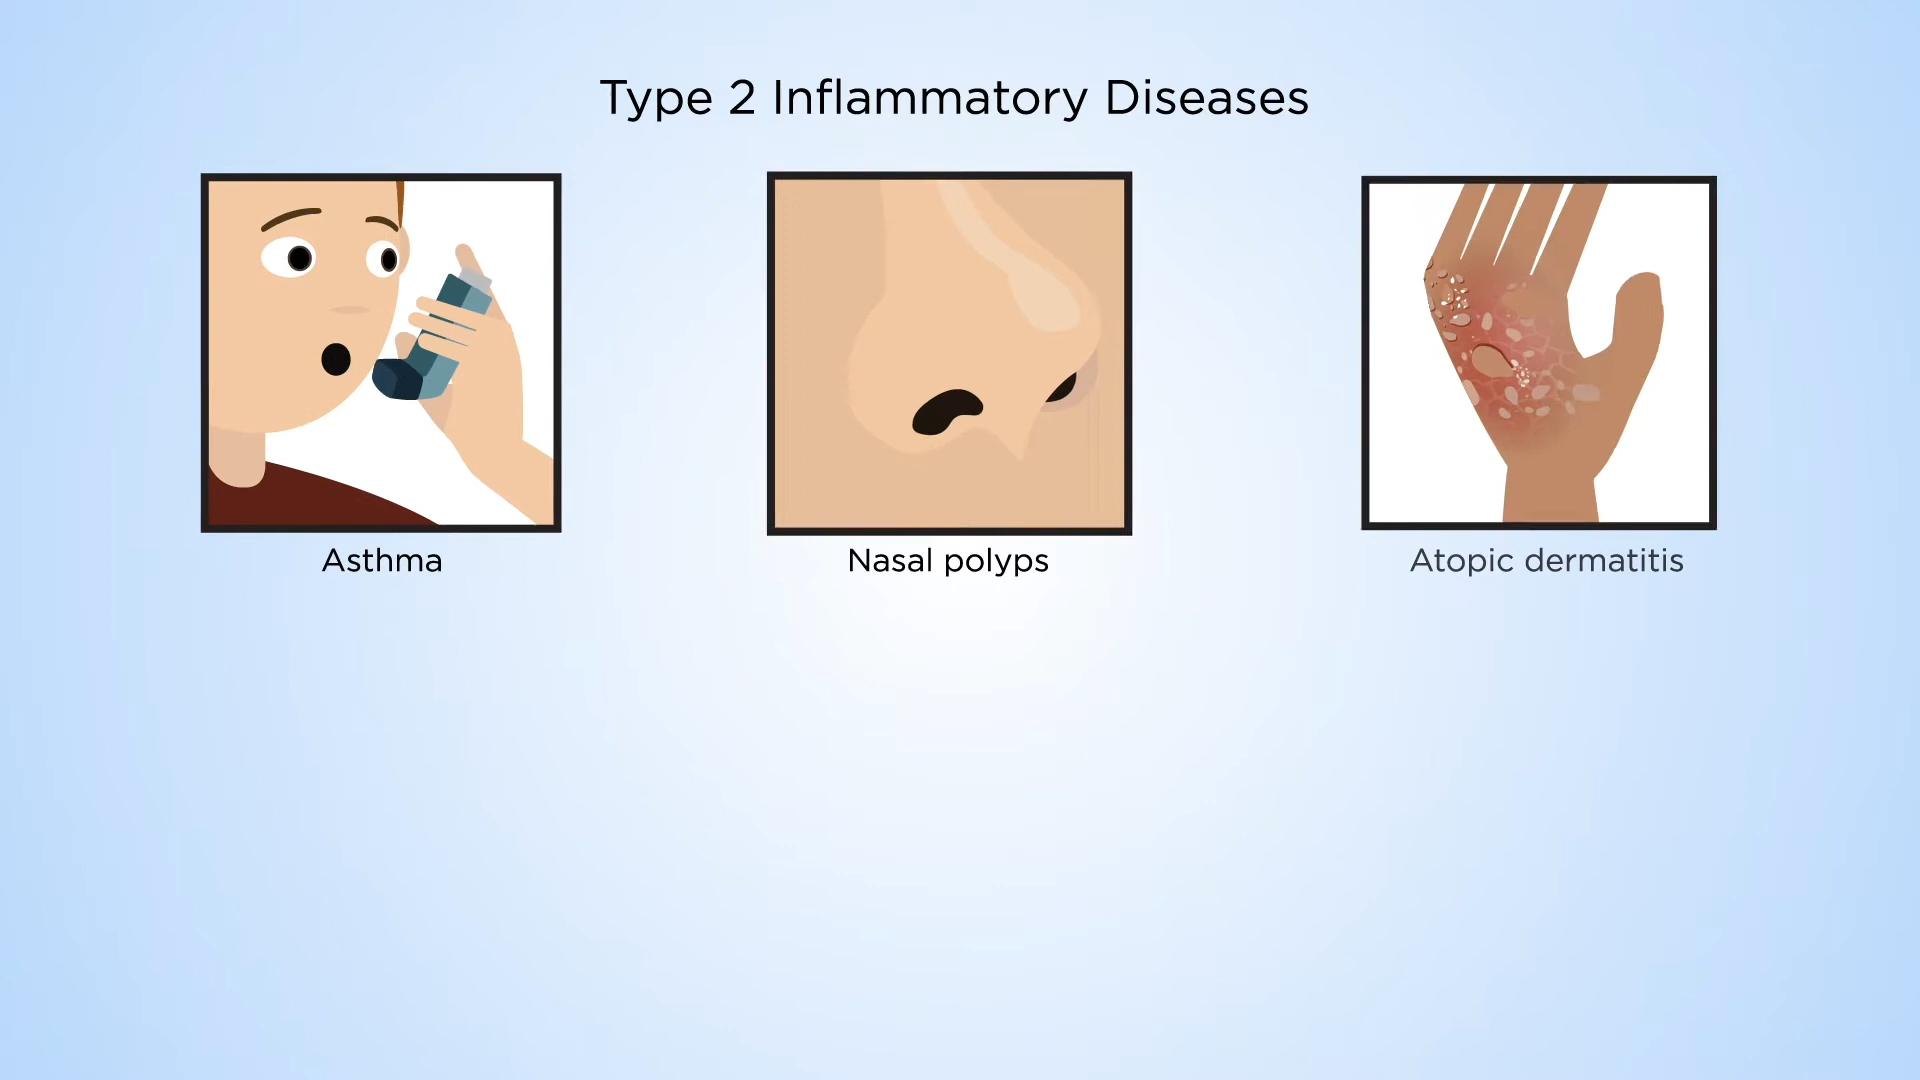 Type 2 Inflammatory Diseases
Asthma
Nasal polyps
Atopic dermatitis